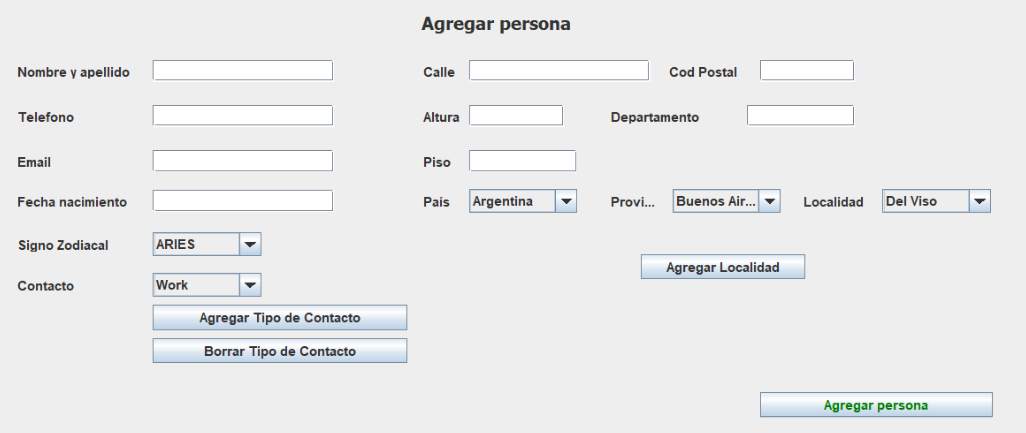 Agregar persona
Nombre y apellido
Calle
Cod Postal
Telefono
Altura
Departamento
Email
Piso
Fecha nacimiento
País
Argentina
Provi...
Buenos Air...
Localidad
Del Viso
Signo Zodiacal
ARIES
Agregar Localidad
Contacto
Work
Agregar Tipo de Contacto
Borrar Tipo de Contacto
Agregar persona